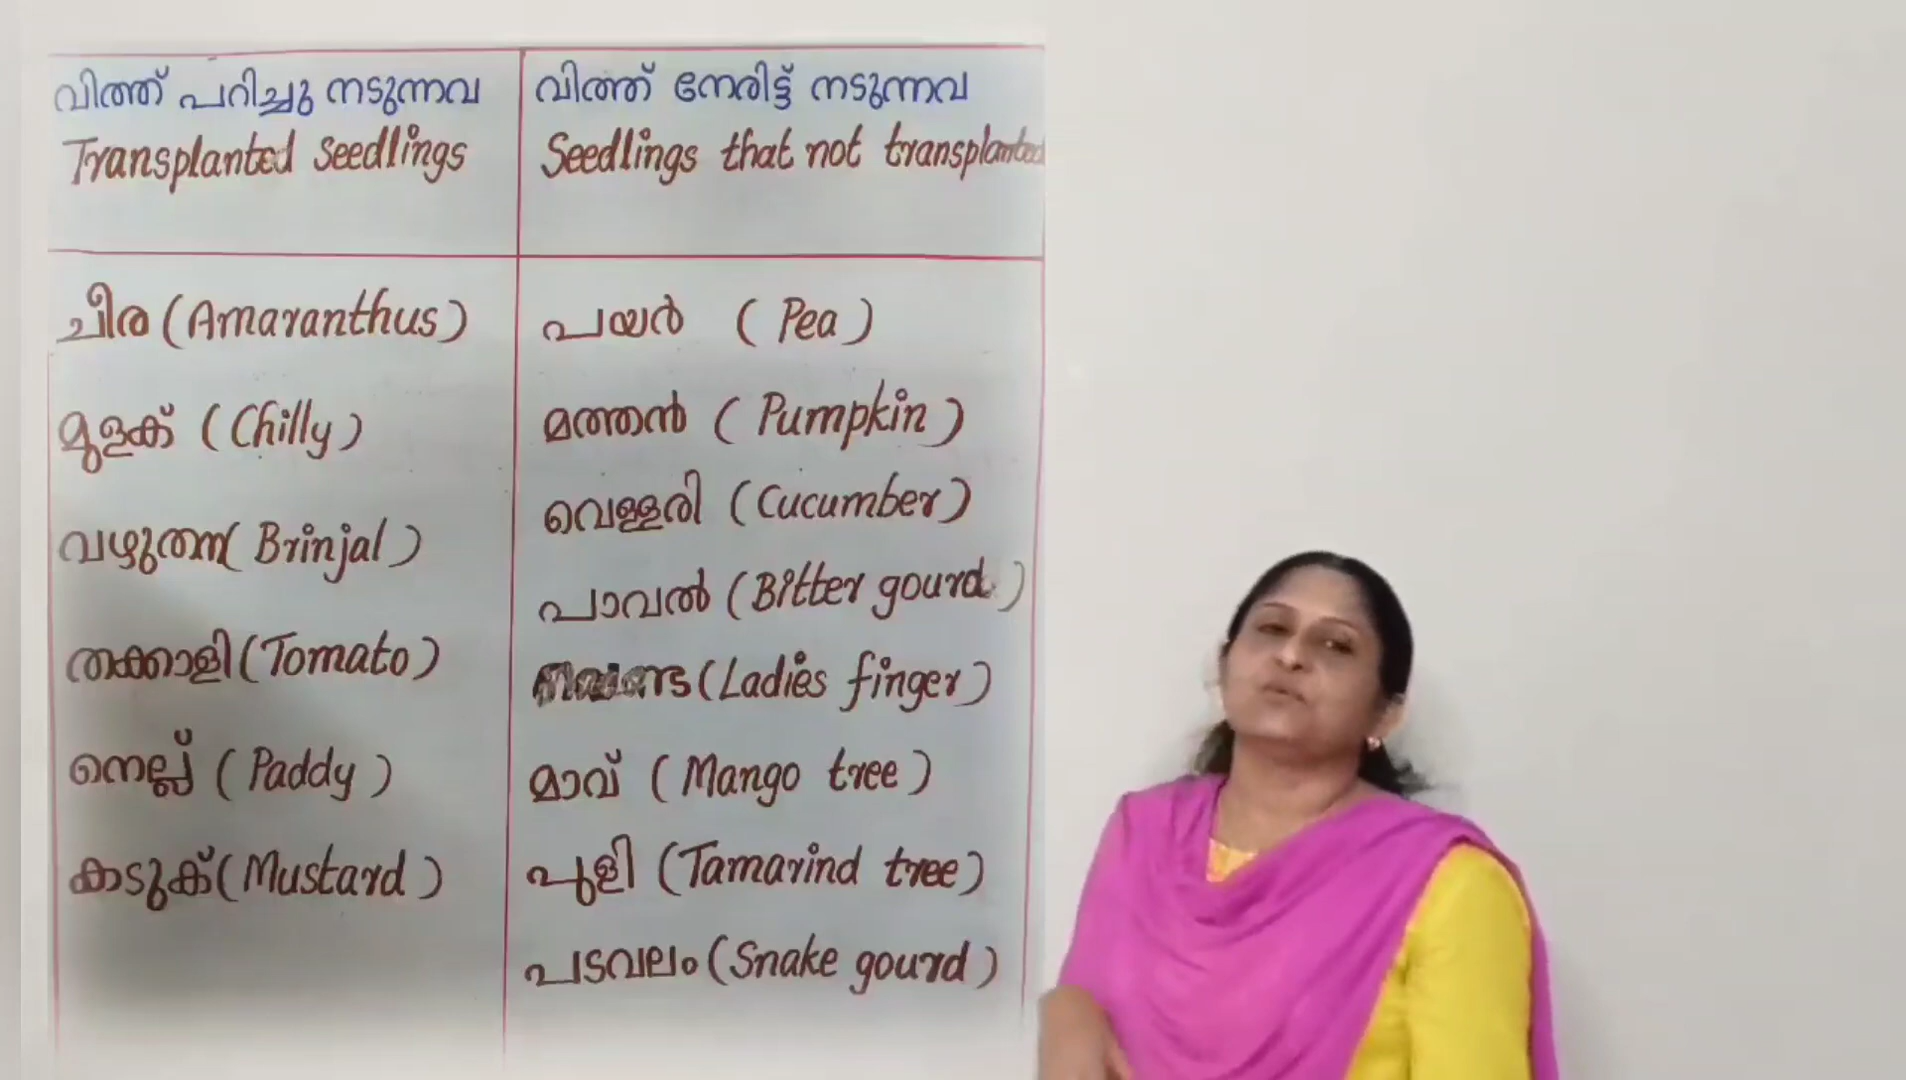 വിത്ത് പറിച്ചു നടുന്നവ
Transplanted seedlings
ചീര (Amaranthus)
മുളക് (Chilly)
വഴുതന (Brinjal)
തക്കാളി (Tomato)
നെല്ല് (Paddy)
കടുക് (Mustard)
വിത്ത് നേരിട്ട് നടുന്നവ
Seedlings that not transplanted
പയർ (Pea)
മത്തൻ (Pumpkin)
വെള്ളരി (Cucumber)
പാവൽ (Bitter gourd)
(Ladies finger)
മാവ് (Mango tree)
പുളി (Tamarind tree)
പടവലം (Snake gourd)